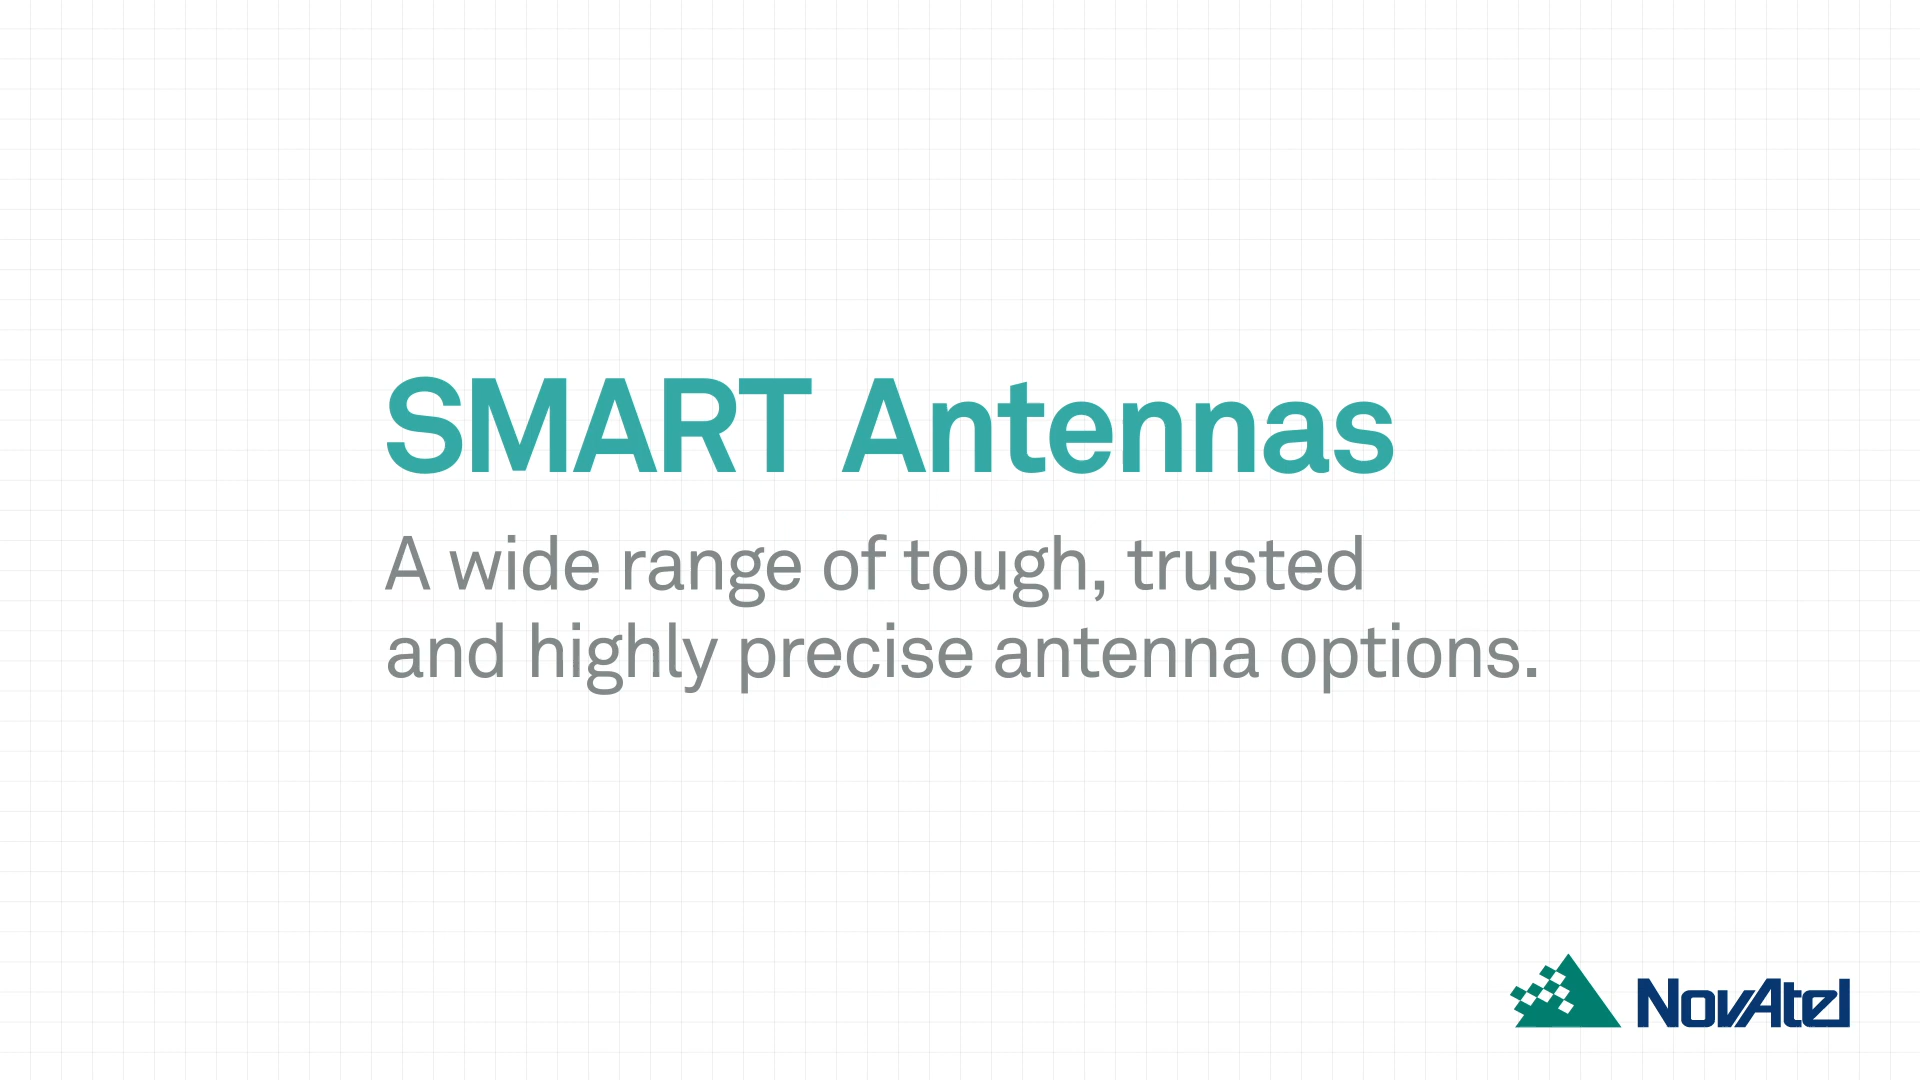 SMART Antennas
A wide range of tough, trusted
and highly precise antenna options.
NovAtel